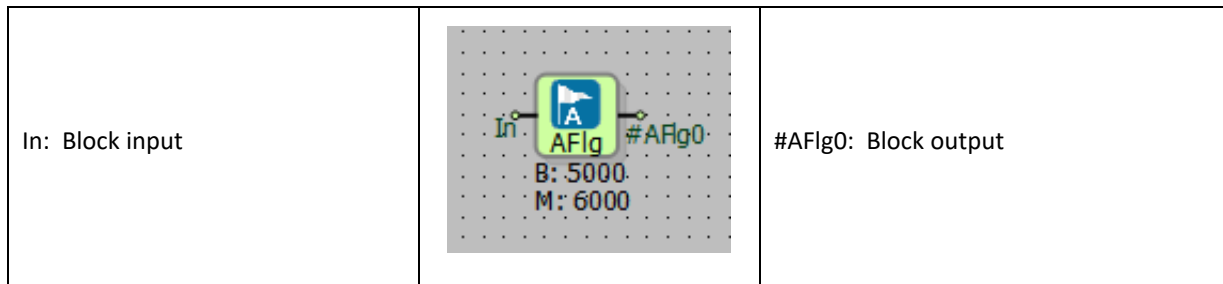 In: Block input
A
In
AFlg
#AFlg0
B: 5000
M: 6000
#AFlg0: Block output